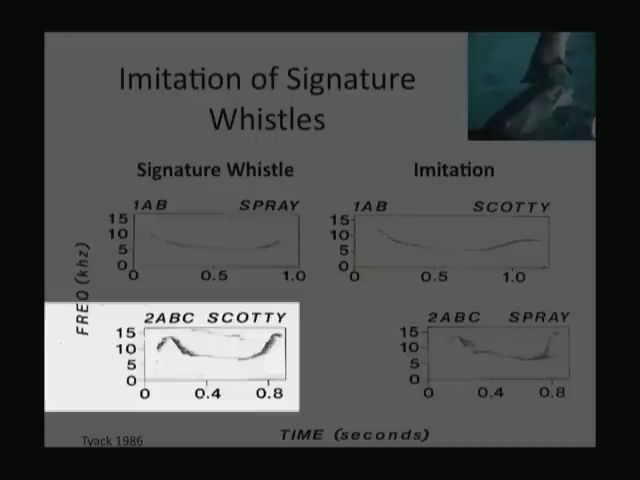 Imitation of Signature
Whistles
Signature Whistle
Imitation
1AB SPRAY
15
10
5
0
0 0.5 1.0
1AB SCOTTY
15
10
5
0
0 0.5 1.0
FREQ (khz)
2ABC SCOTTY
15
10
5
0
0 0.4 0.8
2ABC SPRAY
15
10
5
0
0 0.4 0.8
TIME (seconds)
Tyack 1986